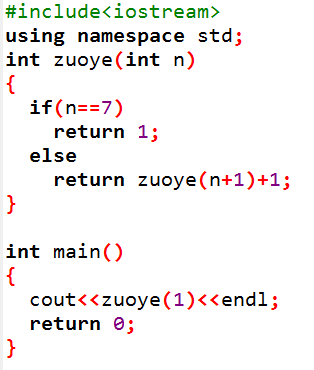 #include<iostream>
using namespace std;
int zuoye(int n)
{
  if(n==7)
    return 1;
  else
    return zuoye(n+1)+1;
}

int main()
{
  cout<<zuoye(1)<<endl;
  return 0;
}